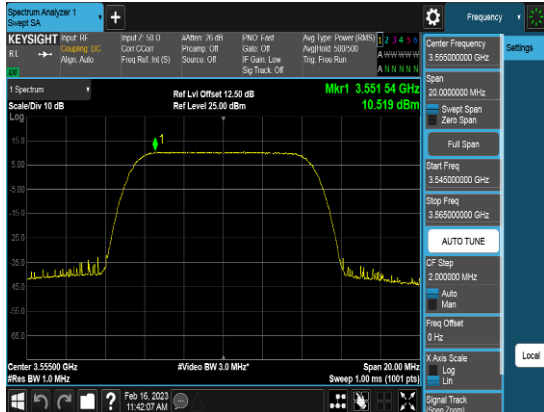 Spectrum Analyzer 1
Swept SA
Frequency
KEYSIGHT
RL
LW
Input: RF
Coupling: DC
Align: Auto
Input Z: 50 Ω
Corr CCorr
Freq Ref: Int (S)
#Atten: 26 dB
Preamp: Off
Source: Off
PNO: Fast
Gate: Off
IF Gain: Low
Sig Track: Off
Avg Type: Power (RMS)
Avg|Hold: 500/500
Trig: Free Run
1 2 3 4 5 6
A W W W W W
A N N N N N
1 Spectrum
Scale/Div 10 dB
Log
Ref Lvl Offset 12.50 dB
Ref Level 25.00 dBm
Mkr1 3.551 54 GHz
10.519 dBm
1
15.0
5.00
-5.00
-15.0
-25.0
-35.0
-45.0
-55.0
-65.0
Center 3.55500 GHz
#Res BW 1.0 MHz
#Video BW 3.0 MHz*
Span 20.00 MHz
Sweep 1.00 ms (1001 pts)
Feb 16, 2023
11:42:07 AM
?
Settings
Center Frequency
3.555000000 GHz
Span
20.0000000 MHz
Swept Span
Zero Span
Full Span
Start Freq
3.545000000 GHz
Stop Freq
3.565000000 GHz
AUTO TUNE
CF Step
2.000000 MHz
Auto
Man
Freq Offset
0 Hz
X Axis Scale
Log
Lin
Local
Signal Track
(Span Zoom)